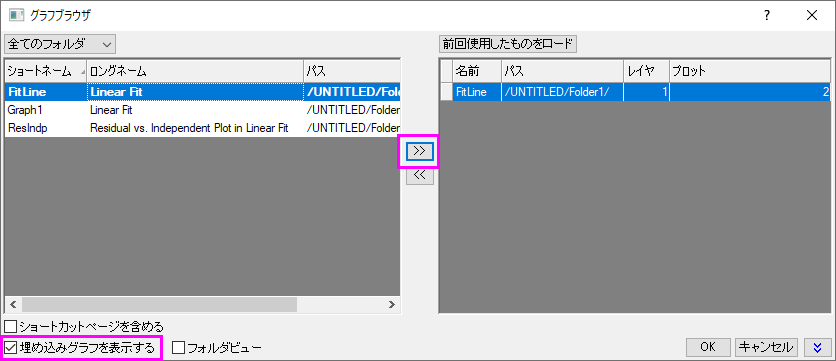 グラフブラウザ
全てのフォルダ
前回使用したものをロード
ショートネーム ロングネーム パス
FitLine Linear Fit /UNTITLED/Fol
Graph1 Linear Fit /UNTITLED/Folder
ResIndp Residual vs. Independent Plot in Linear Fit /UNTITLED/Folder
>>
<<
名前 パス レイヤ プロット
FitLine /UNTITLED/Folder1/ 1 2
ショートカットページを含める
埋め込みグラフを表示する
フォルダビュー
OK
キャンセル